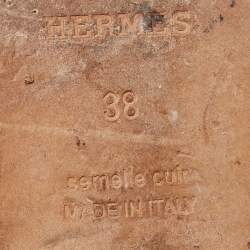 HERMES
38
semelle cuir
MADE IN ITALY